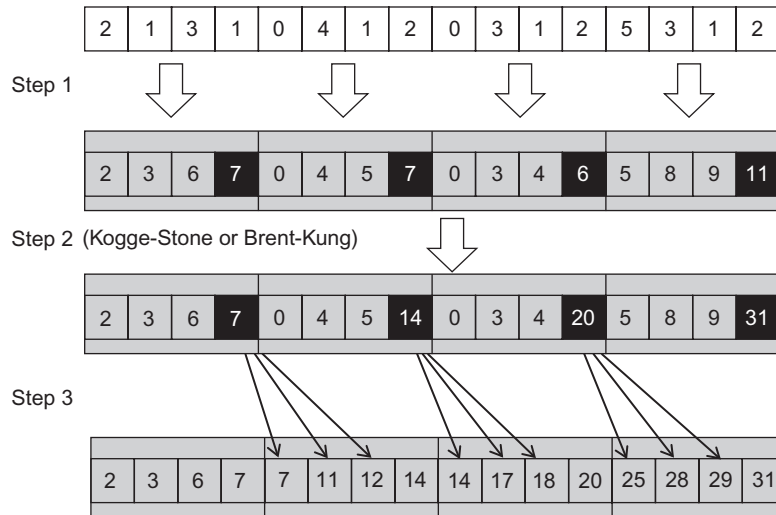 2 1 3 1 0 4 1 2 0 3 1 2 5 3 1 2
Step 1
2 3 6 7 0 4 5 7 0 3 4 6 5 8 9 11
Step 2 (Kogge-Stone or Brent-Kung)
2 3 6 7 0 4 5 14 0 3 4 20 5 8 9 31
Step 3
2 3 6 7 7 11 12 14 14 17 18 20 25 28 29 31